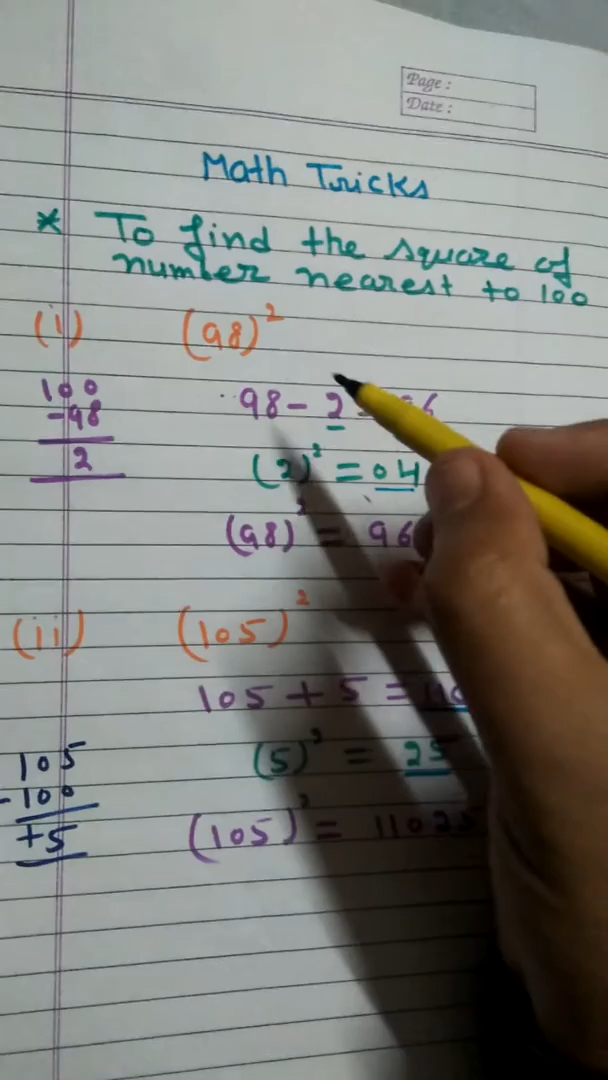 Page :
Date :
Math Tricks
* To find the square of
number nearest to 100
(i) (98)²
100
-98
2
98 - 2
(2)² = 04
(98)² = 96
(ii) (105)²
105 + 5 = 110
(5)² = 25
105
-100
+5
(105)² = 11025